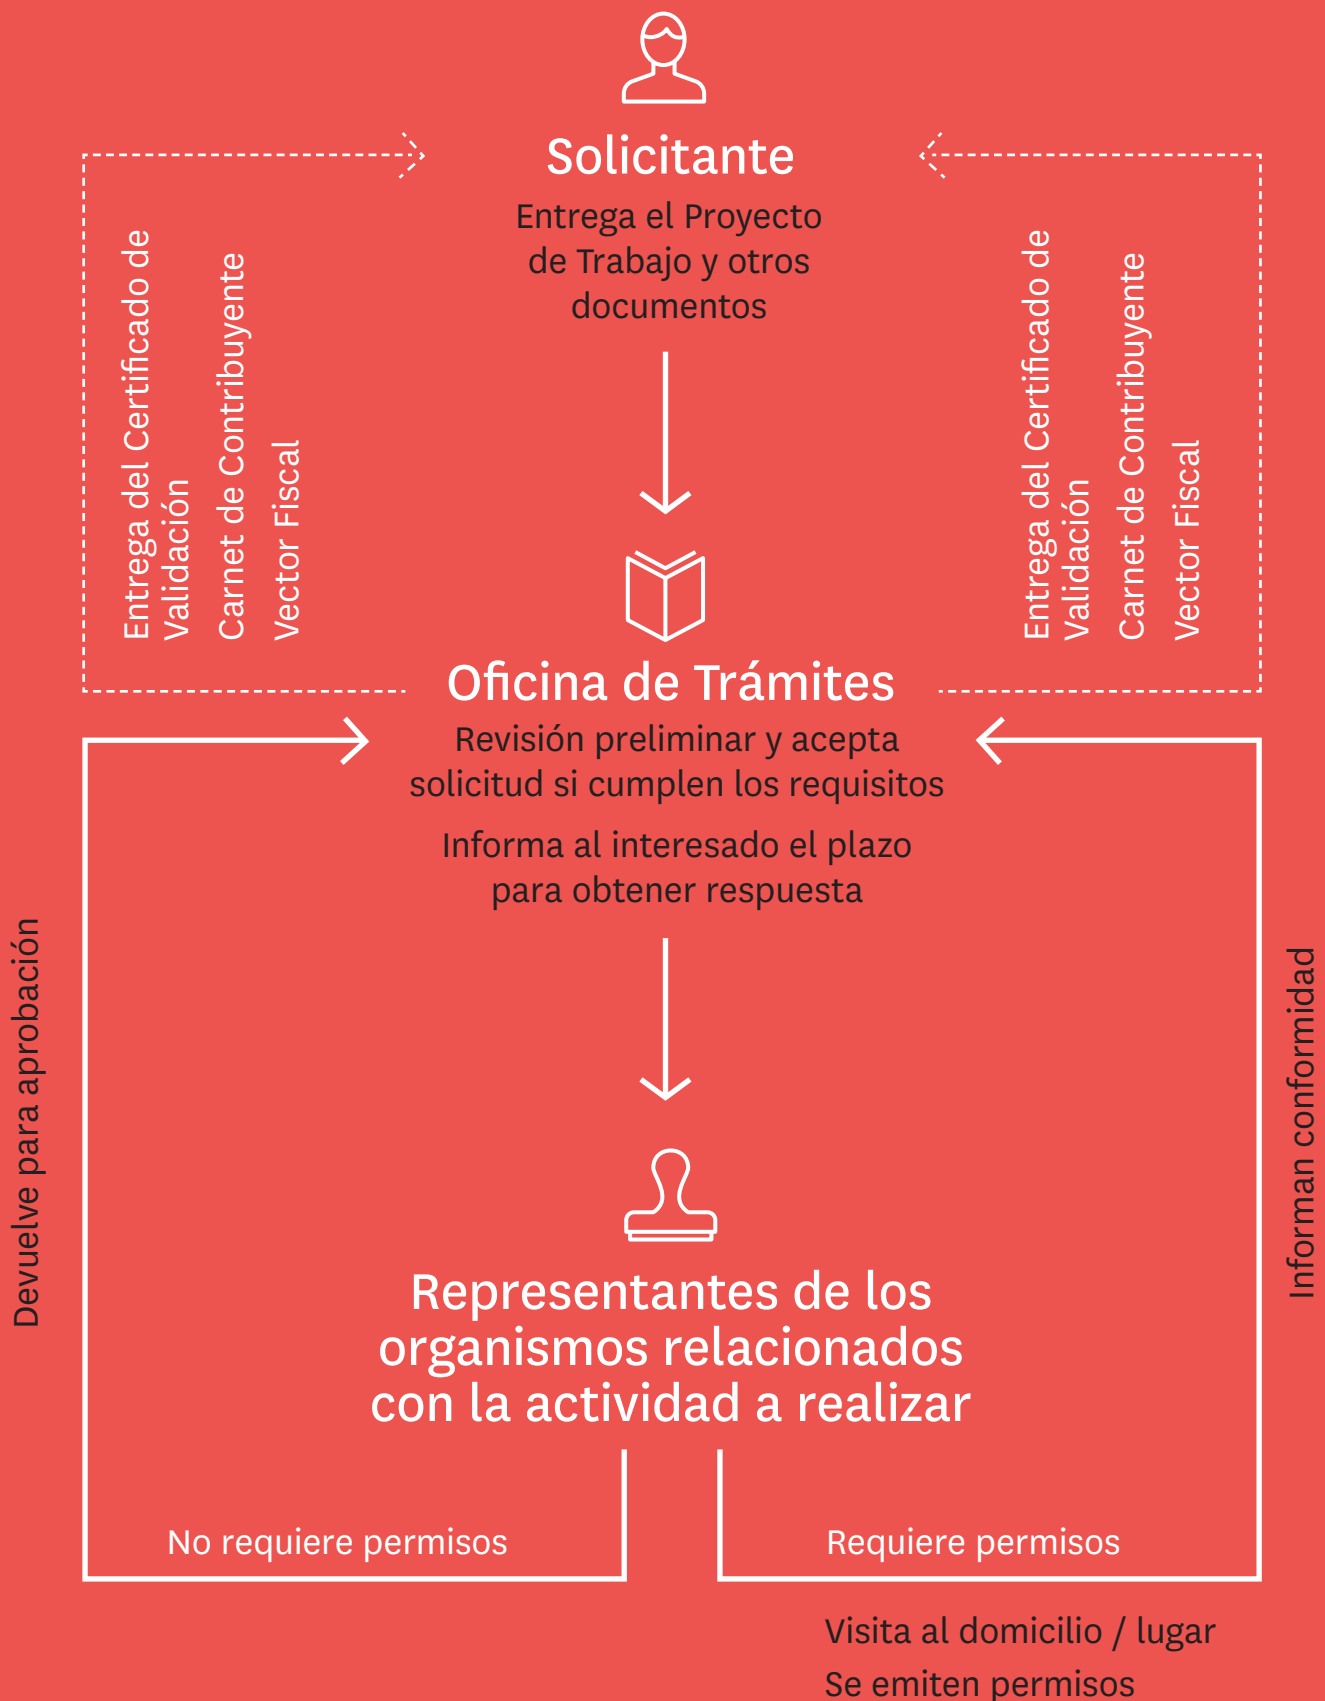 Solicitante
Entrega el Proyecto
de Trabajo y otros
documentos
Entrega del Certificado de
Validación
Carnet de Contribuyente
Vector Fiscal
Entrega del Certificado de
Validación
Carnet de Contribuyente
Vector Fiscal
Oficina de Trámites
Revisión preliminar y acepta
solicitud si cumplen los requisitos
Informa al interesado el plazo
para obtener respuesta
Devuelve para aprobación
Informan conformidad
Representantes de los
organismos relacionados
con la actividad a realizar
No requiere permisos
Requiere permisos
Visita al domicilio / lugar
Se emiten permisos